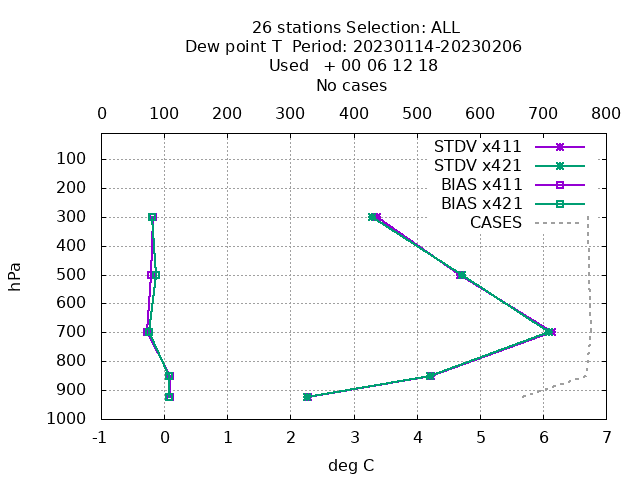 26 stations Selection: ALL
Dew point T  Period: 20230114-20230206
Used   + 00 06 12 18
No cases
0 100 200 300 400 500 600 700 800
STDV x411
STDV x421
BIAS x411
BIAS x421
CASES
hPa
100
200
300
400
500
600
700
800
900
1000
-1 0 1 2 3 4 5 6 7
deg C